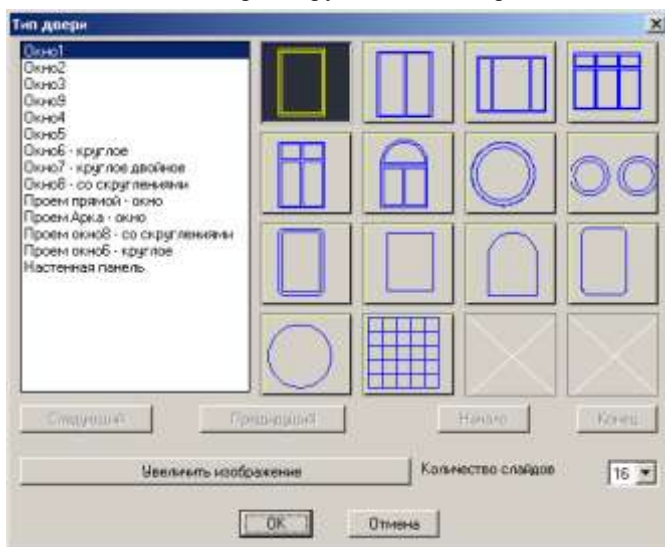 Тип двери
Окно1
Окно2
Окно3
Окно9
Окно4
Окно5
Окно6 - круглое
Окно7 - круглое двойное
Окно8 - со скруглениями
Проем прямой - окно
Проем Арка - окно
Проем окно8 - со скруглениями
Проем окно6 - круглое
Настенная панель
Следующий
Предыдущий
Начало
Конец
Увеличить изображение
Количество слайдов
16
OK
Отмена